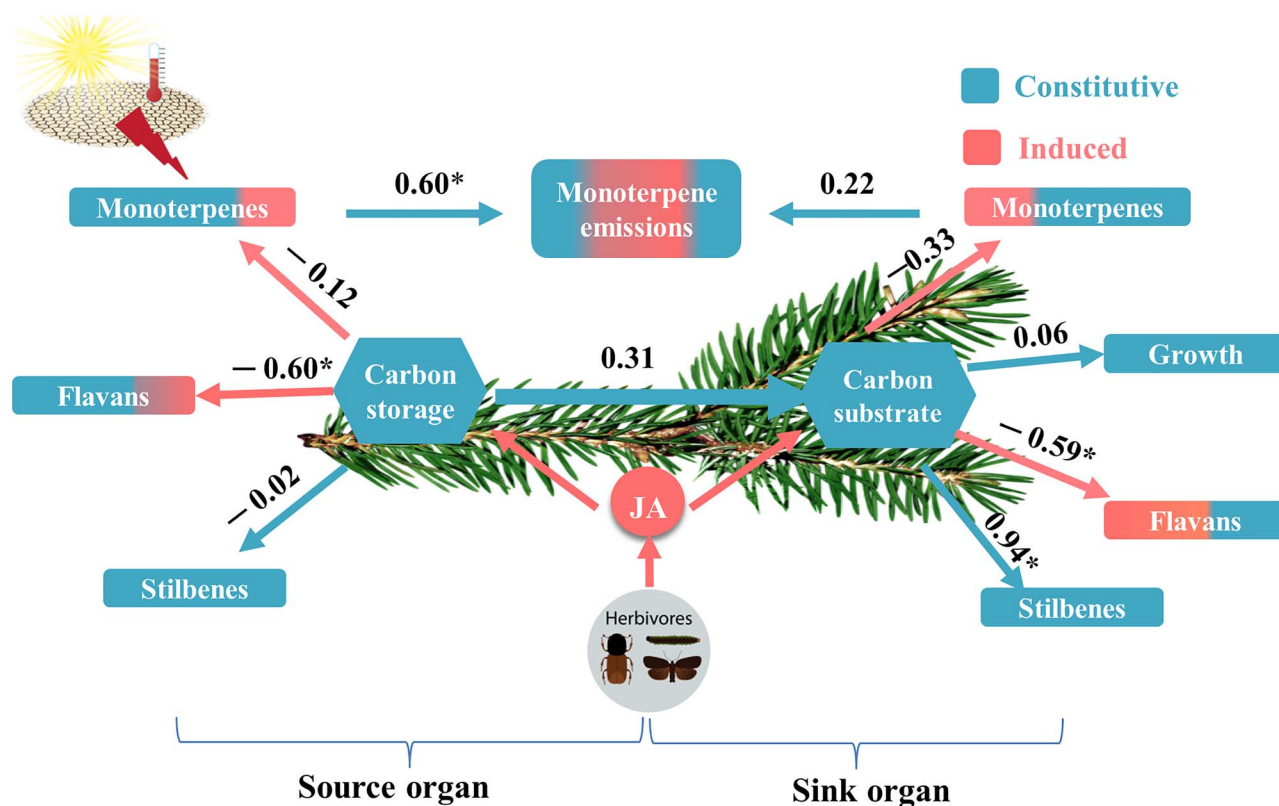 Constitutive
Induced
Monoterpenes
0.60*
Monoterpene
emissions
0.22
Monoterpenes
−0.12
−0.33
Flavans
−0.60*
Carbon
storage
0.31
Carbon
substrate
0.06
Growth
−0.02
−0.59*
JA
Flavans
0.94*
Stilbenes
Stilbenes
Herbivores
Source organ
Sink organ